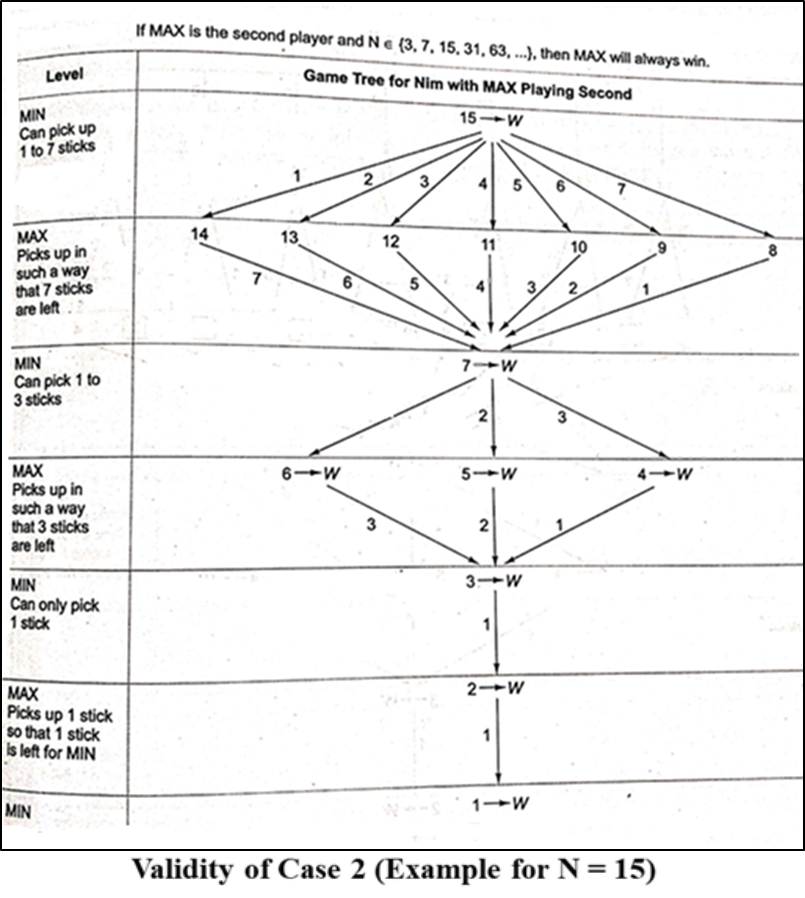 If MAX is the second player and N ∈ {3, 7, 15, 31, 63, ...}, then MAX will always win.
Level
Game Tree for Nim with MAX Playing Second
MIN
Can pick up
1 to 7 sticks
15→W
1 2 3 4 5 6 7
MAX
Picks up in
such a way
that 7 sticks
are left
14 13 12 11 10 9 8
7 6 5 4 3 2 1
MIN
Can pick 1 to
3 sticks
7→W
2 3
MAX
Picks up in
such a way
that 3 sticks
are left
6→W 5→W 4→W
3 2 1
MIN
Can only pick
1 stick
3→W
1
MAX
Picks up 1 stick
so that 1 stick
is left for MIN
2→W
1
MIN
1→W
Validity of Case 2 (Example for N = 15)